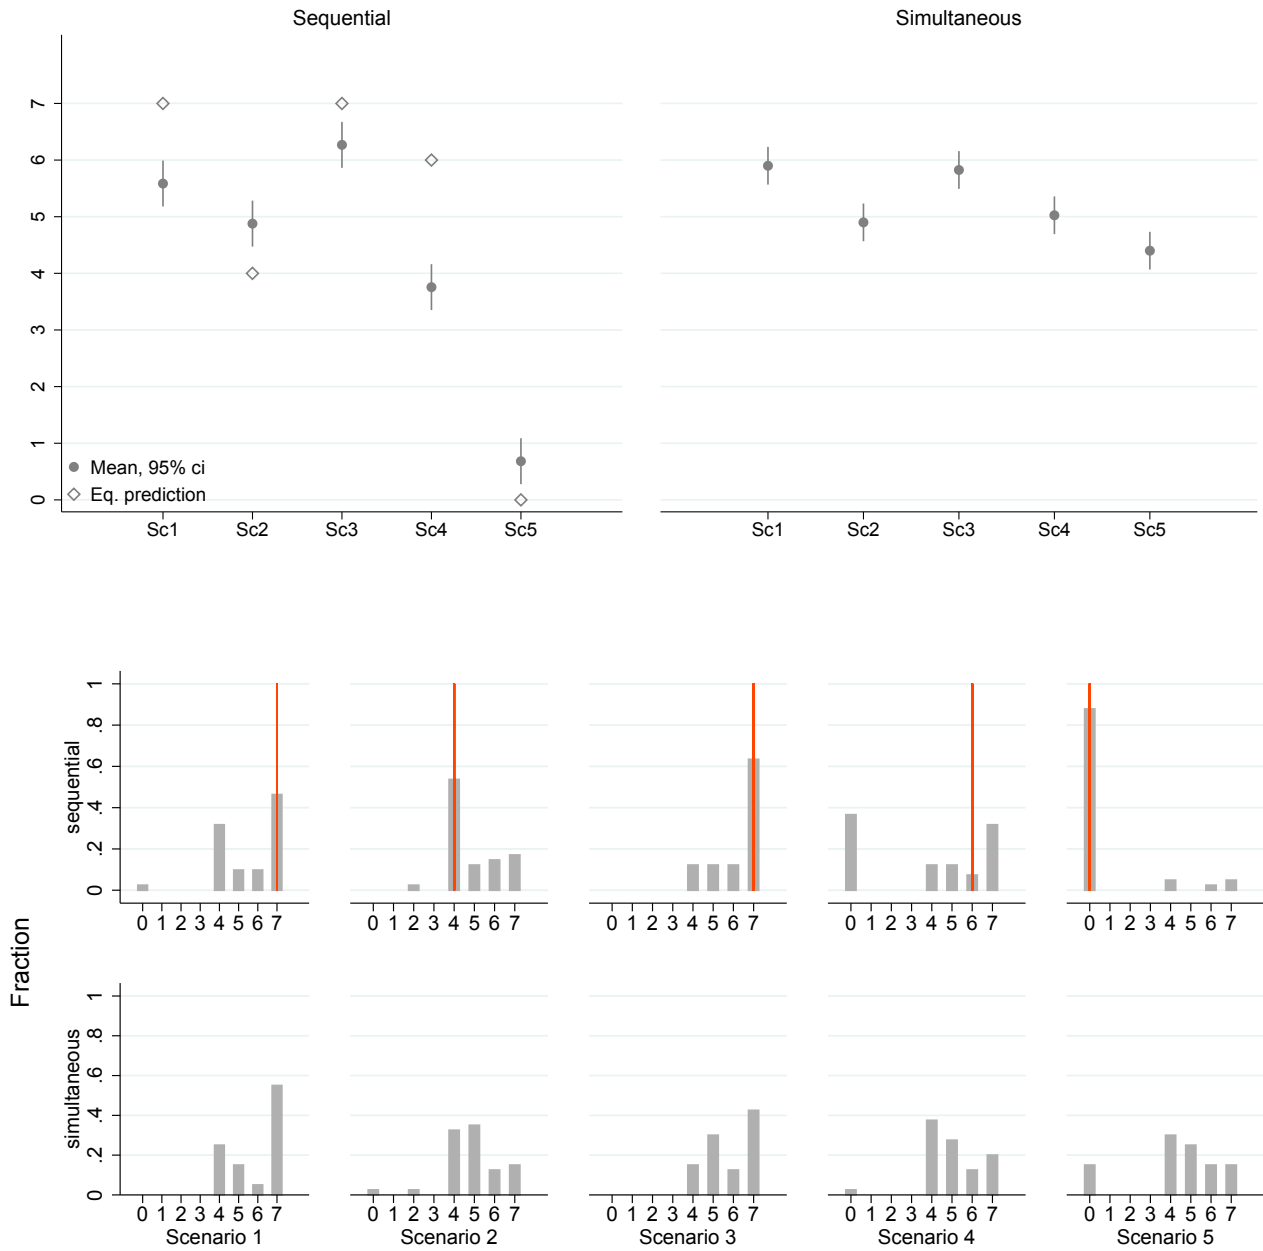 Sequential
Simultaneous
7
6
5
4
3
2
1
0
Mean, 95% ci
Eq. prediction
Sc1 Sc2 Sc3 Sc4 Sc5
Sc1 Sc2 Sc3 Sc4 Sc5
Fraction
sequential
1
.8
.6
.4
.2
0
0 1 2 3 4 5 6 7
0 1 2 3 4 5 6 7
0 1 2 3 4 5 6 7
0 1 2 3 4 5 6 7
0 1 2 3 4 5 6 7
simultaneous
1
.8
.6
.4
.2
0
0 1 2 3 4 5 6 7
0 1 2 3 4 5 6 7
0 1 2 3 4 5 6 7
0 1 2 3 4 5 6 7
0 1 2 3 4 5 6 7
Scenario 1
Scenario 2
Scenario 3
Scenario 4
Scenario 5